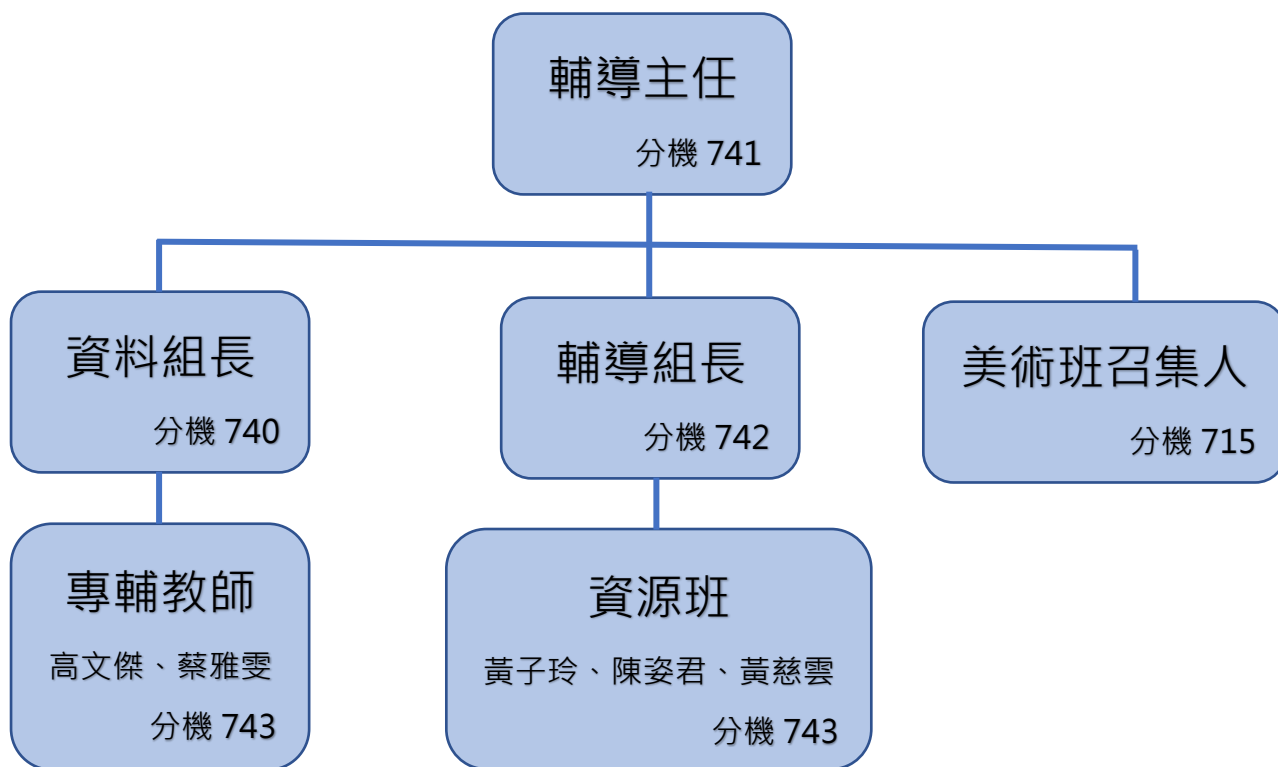 輔導主任
分機 741
資料組長
分機 740
輔導組長
分機 742
美術班召集人
分機 715
專輔教師
高文傑、蔡雅雯
分機 743
資源班
黃子玲、陳姿君、黃慈雲
分機 743